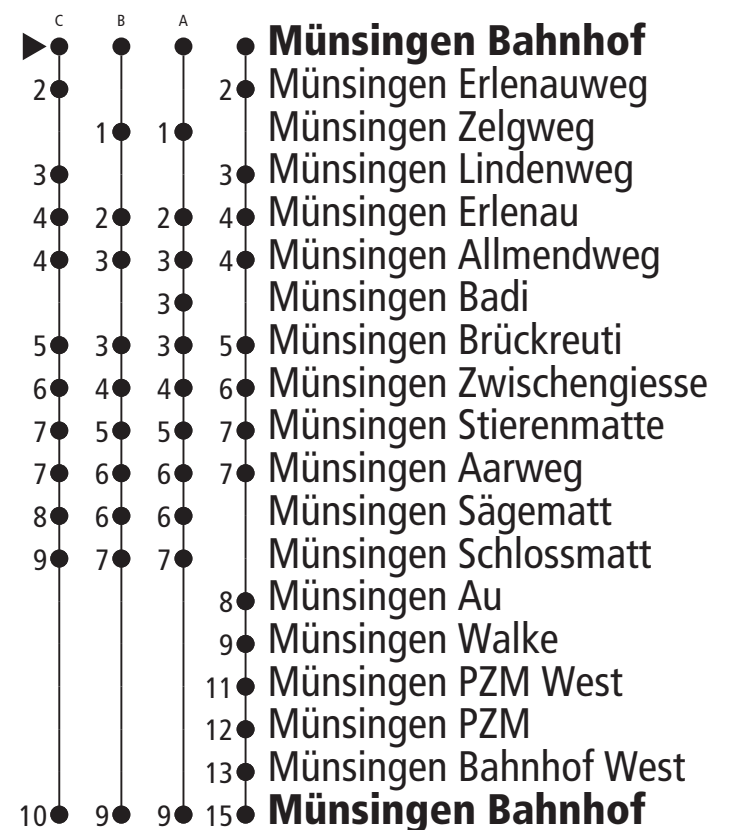 C B A
Münsingen Bahnhof
2 2 Münsingen Erlenauweg
1 1 Münsingen Zelgweg
3 3 Münsingen Lindenweg
4 2 2 4 Münsingen Erlenau
4 3 3 4 Münsingen Allmendweg
3 Münsingen Badi
5 3 3 5 Münsingen Brückreuti
6 4 4 6 Münsingen Zwischengiesse
7 5 5 7 Münsingen Stierenmatte
7 6 6 7 Münsingen Aarweg
8 6 6 Münsingen Sägematt
9 7 7 Münsingen Schlossmatt
8 Münsingen Au
9 Münsingen Walke
11 Münsingen PZM West
12 Münsingen PZM
13 Münsingen Bahnhof West
10 9 9 15 Münsingen Bahnhof